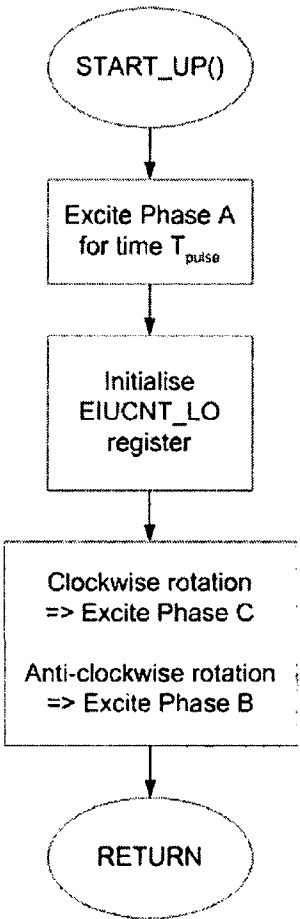 START_UP()
Excite Phase A
for time T_pulse
Initialise
EIUCNT_LO
register
Clockwise rotation
=> Excite Phase C
Anti-clockwise rotation
=> Excite Phase B
RETURN